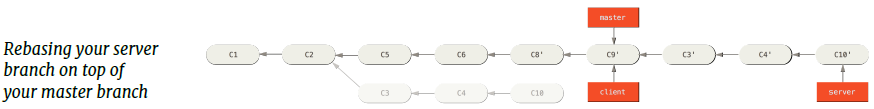 master
Rebasing your server
branch on top of
your master branch
C1 C2 C5 C6 C8' C9' C3' C4' C10'
C3 C4 C10
client server